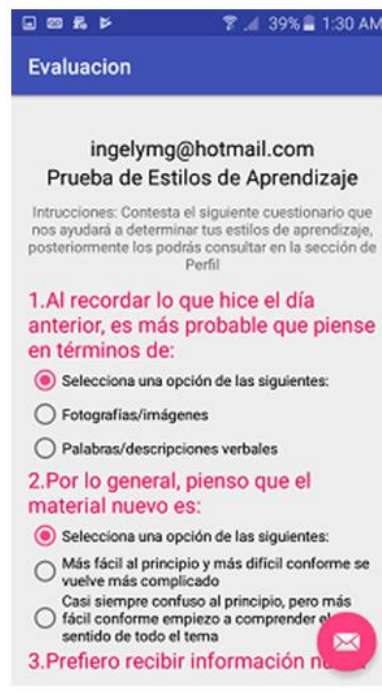 39% 1:30 AM
Evaluacion
ingelymg@hotmail.com
Prueba de Estilos de Aprendizaje
Intrucciones: Contesta el siguiente cuestionario que
nos ayudará a determinar tus estilos de aprendizaje,
posteriormente los podrás consultar en la sección de
Perfil
1.Al recordar lo que hice el día
anterior, es más probable que piense
en términos de:
Selecciona una opción de las siguientes:
Fotografías/imágenes
Palabras/descripciones verbales
2.Por lo general, pienso que el
material nuevo es:
Selecciona una opción de las siguientes:
Más fácil al principio y más difícil conforme se
vuelve más complicado
Casi siempre confuso al principio, pero más
fácil conforme empiezo a comprender
sentido de todo el tema
3.Prefiero recibir información